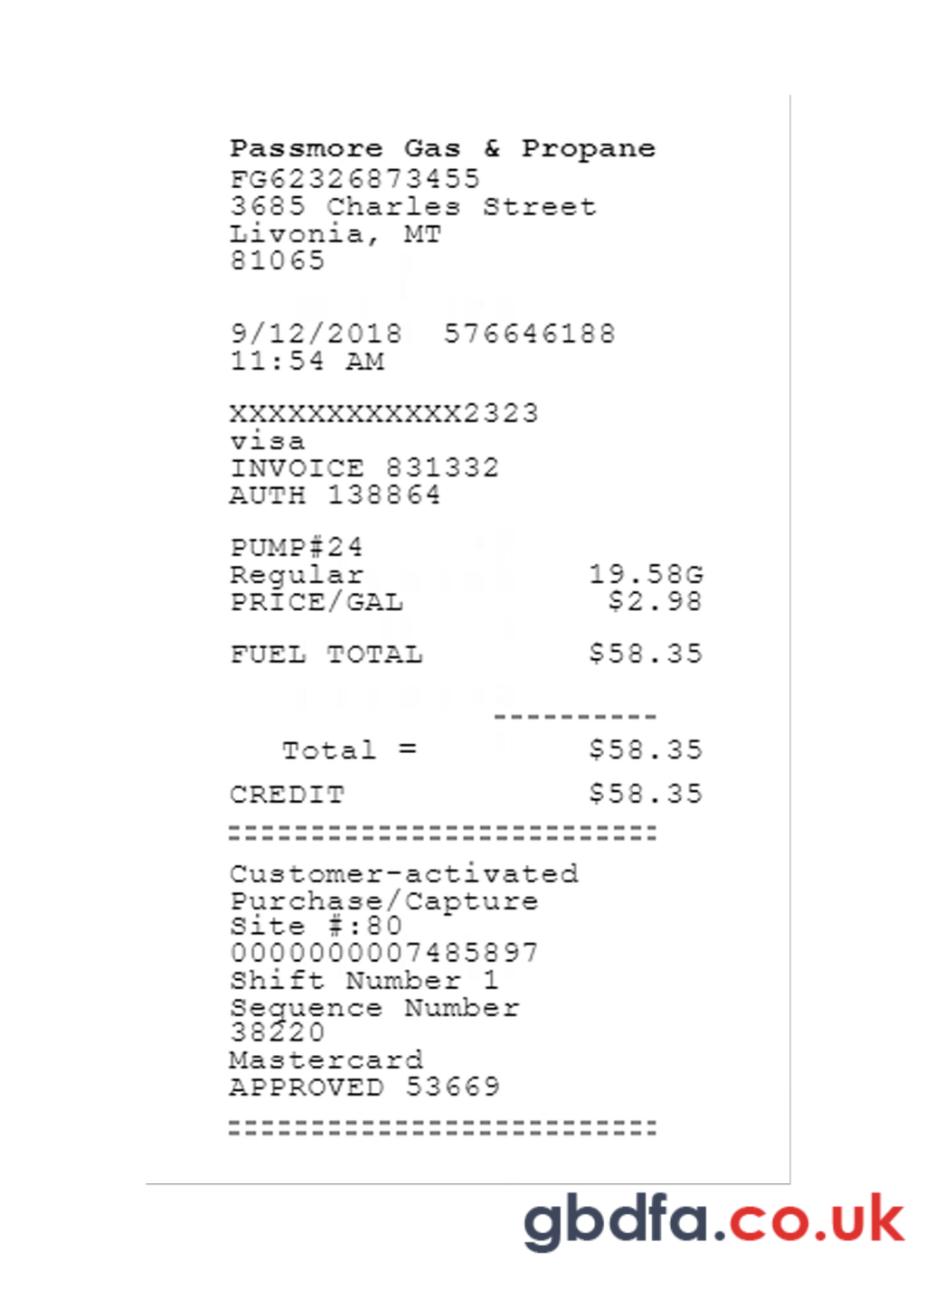 Passmore Gas & Propane
FG62326873455
3685 Charles Street
Livonia, MT
81065
9/12/2018 576646188
11:54 AM
XXXXXXXXXXXX2323
visa
INVOICE 831332
AUTH 138864
PUMP#24
Regular 19.58G
PRICE/GAL $2.98
FUEL TOTAL $58.35
----------
Total = $58.35
CREDIT $58.35
==========================
Customer-activated
Purchase/Capture
Site #:80
0000000007485897
Shift Number 1
Sequence Number
38220
Mastercard
APPROVED 53669
==========================
gbdfa.co.uk